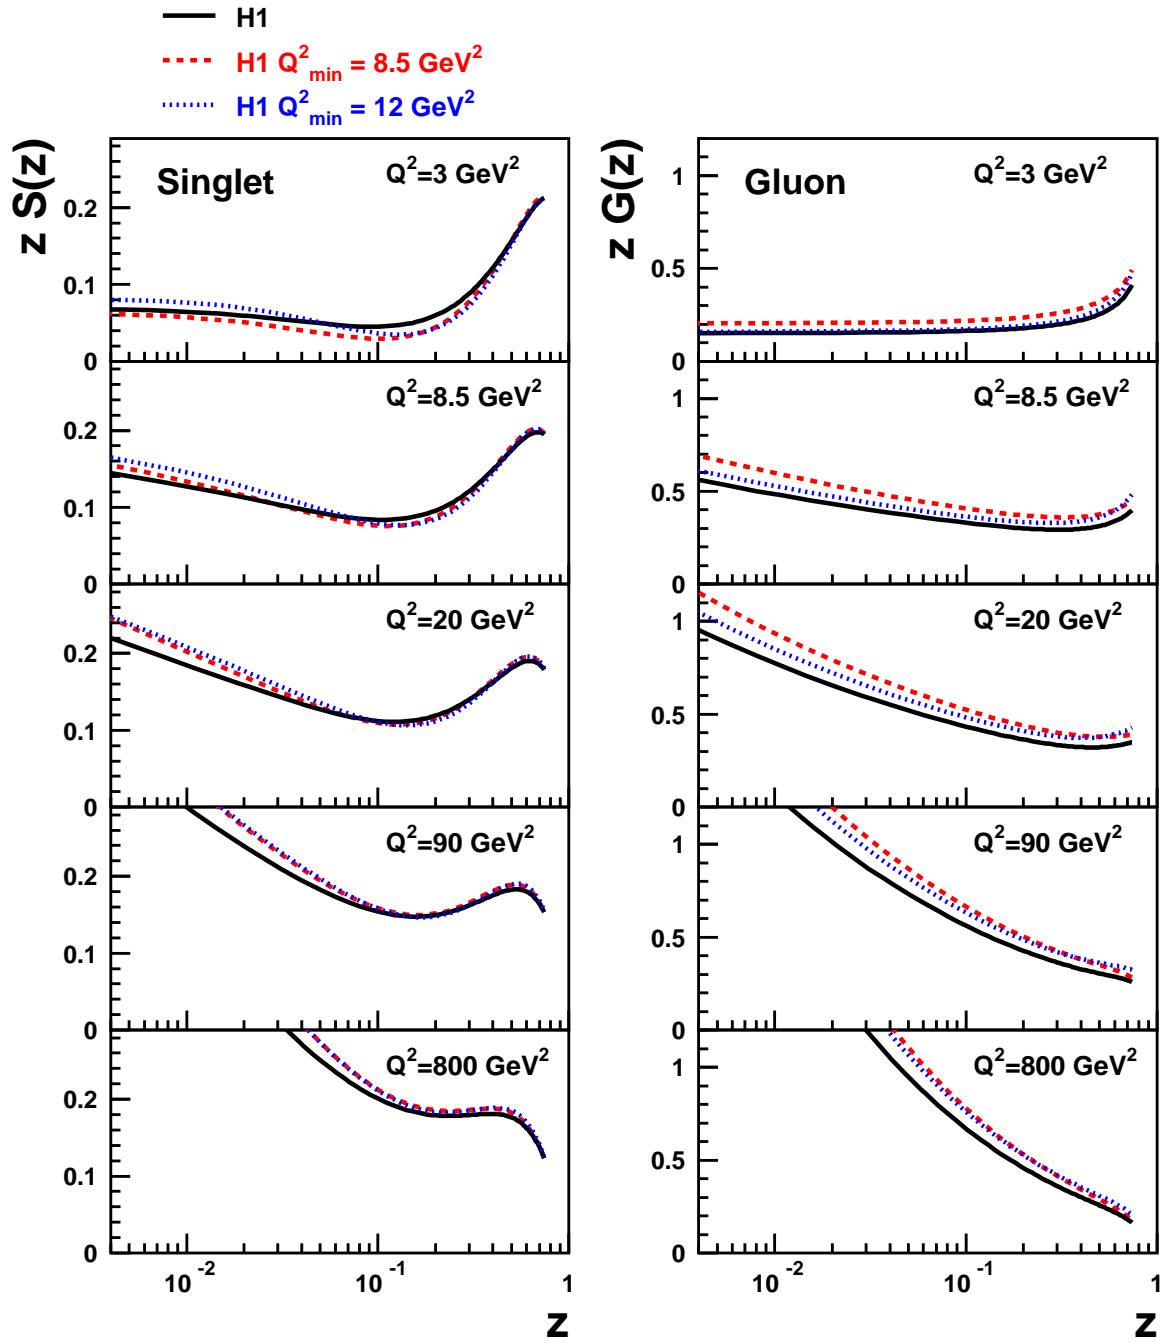 H1
H1 Q²min = 8.5 GeV²
H1 Q²min = 12 GeV²
z S(z)
Singlet
Q²=3 GeV²
0.2
0.1
0
Q²=8.5 GeV²
0.2
0.1
0
Q²=20 GeV²
0.2
0.1
0
Q²=90 GeV²
0.2
0.1
0
Q²=800 GeV²
0.2
0.1
0
10⁻² 10⁻¹ 1
z
z G(z)
Gluon
Q²=3 GeV²
1
0.5
0
Q²=8.5 GeV²
1
0.5
0
Q²=20 GeV²
1
0.5
0
Q²=90 GeV²
1
0.5
0
Q²=800 GeV²
1
0.5
0
10⁻² 10⁻¹ 1
z